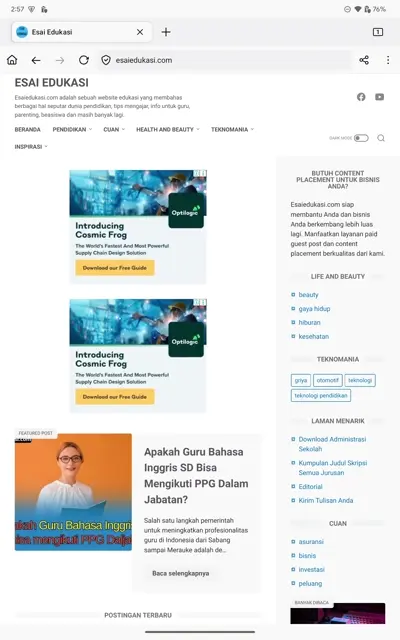 2:57
76%
Esai Edukasi
1
esaiedukasi.com
ESAI EDUKASI
Esaiedukasi.com adalah sebuah website edukasi yang membahas
berbagai hal seputar dunia pendidikan, tips mengajar, info untuk guru,
parenting, beasiswa dan masih banyak lagi.
BERANDA PENDIDIKAN CUAN HEALTH AND BEAUTY TEKNOMANIA
INSPIRASI
DARK MODE
Optilogic
Introducing
Cosmic Frog
The World's Fastest And Most Powerful
Supply Chain Design Solution
Download our Free Guide
Optilogic
Introducing
Cosmic Frog
The World's Fastest And Most Powerful
Supply Chain Design Solution
Download our Free Guide
FEATURED POST
Guru Bahasa Inggris
mengikuti PPG Dalam
Apakah Guru Bahasa
Inggris SD Bisa
Mengikuti PPG Dalam
Jabatan?
Salah satu langkah pemerintah
untuk meningkatkan profesionalitas
guru di Indonesia dari Sabang
sampai Merauke adalah de...
Baca selengkapnya
POSTINGAN TERBARU
BUTUH CONTENT
PLACEMENT UNTUK BISNIS
ANDA?
Esaiedukasi.com siap
membantu Anda dan bisnis
Anda berkembang lebih luas
lagi. Manfaatkan layanan paid
guest post dan content
placement berkualitas dari kami.
LIFE AND BEAUTY
beauty
gaya hidup
hiburan
kesehatan
TEKNOMANIA
griya otomotif teknologi
teknologi pendidikan
LAMAN MENARIK
Download Administrasi
Sekolah
Kumpulan Judul Skripsi
Semua Jurusan
Editorial
Kirim Tulisan Anda
CUAN
asuransi
bisnis
investasi
peluang
BANYAK DIBACA